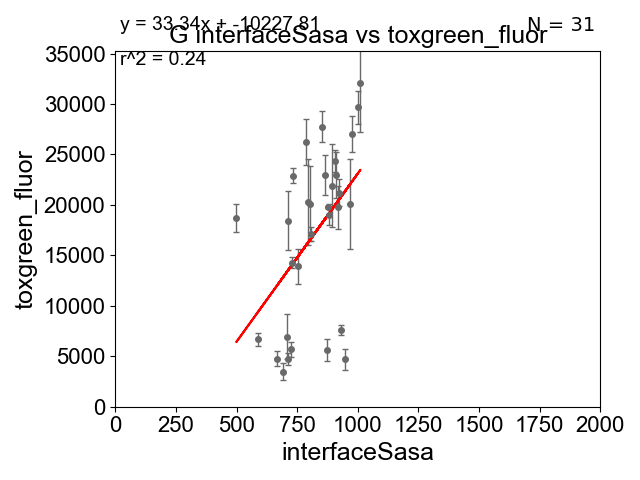 y = 33.34x + -10227.81
N = 31
G interfaceSasa vs toxgreen_fluor
r^2 = 0.24
toxgreen_fluor
35000
30000
25000
20000
15000
10000
5000
0
0 250 500 750 1000 1250 1500 1750 2000
interfaceSasa